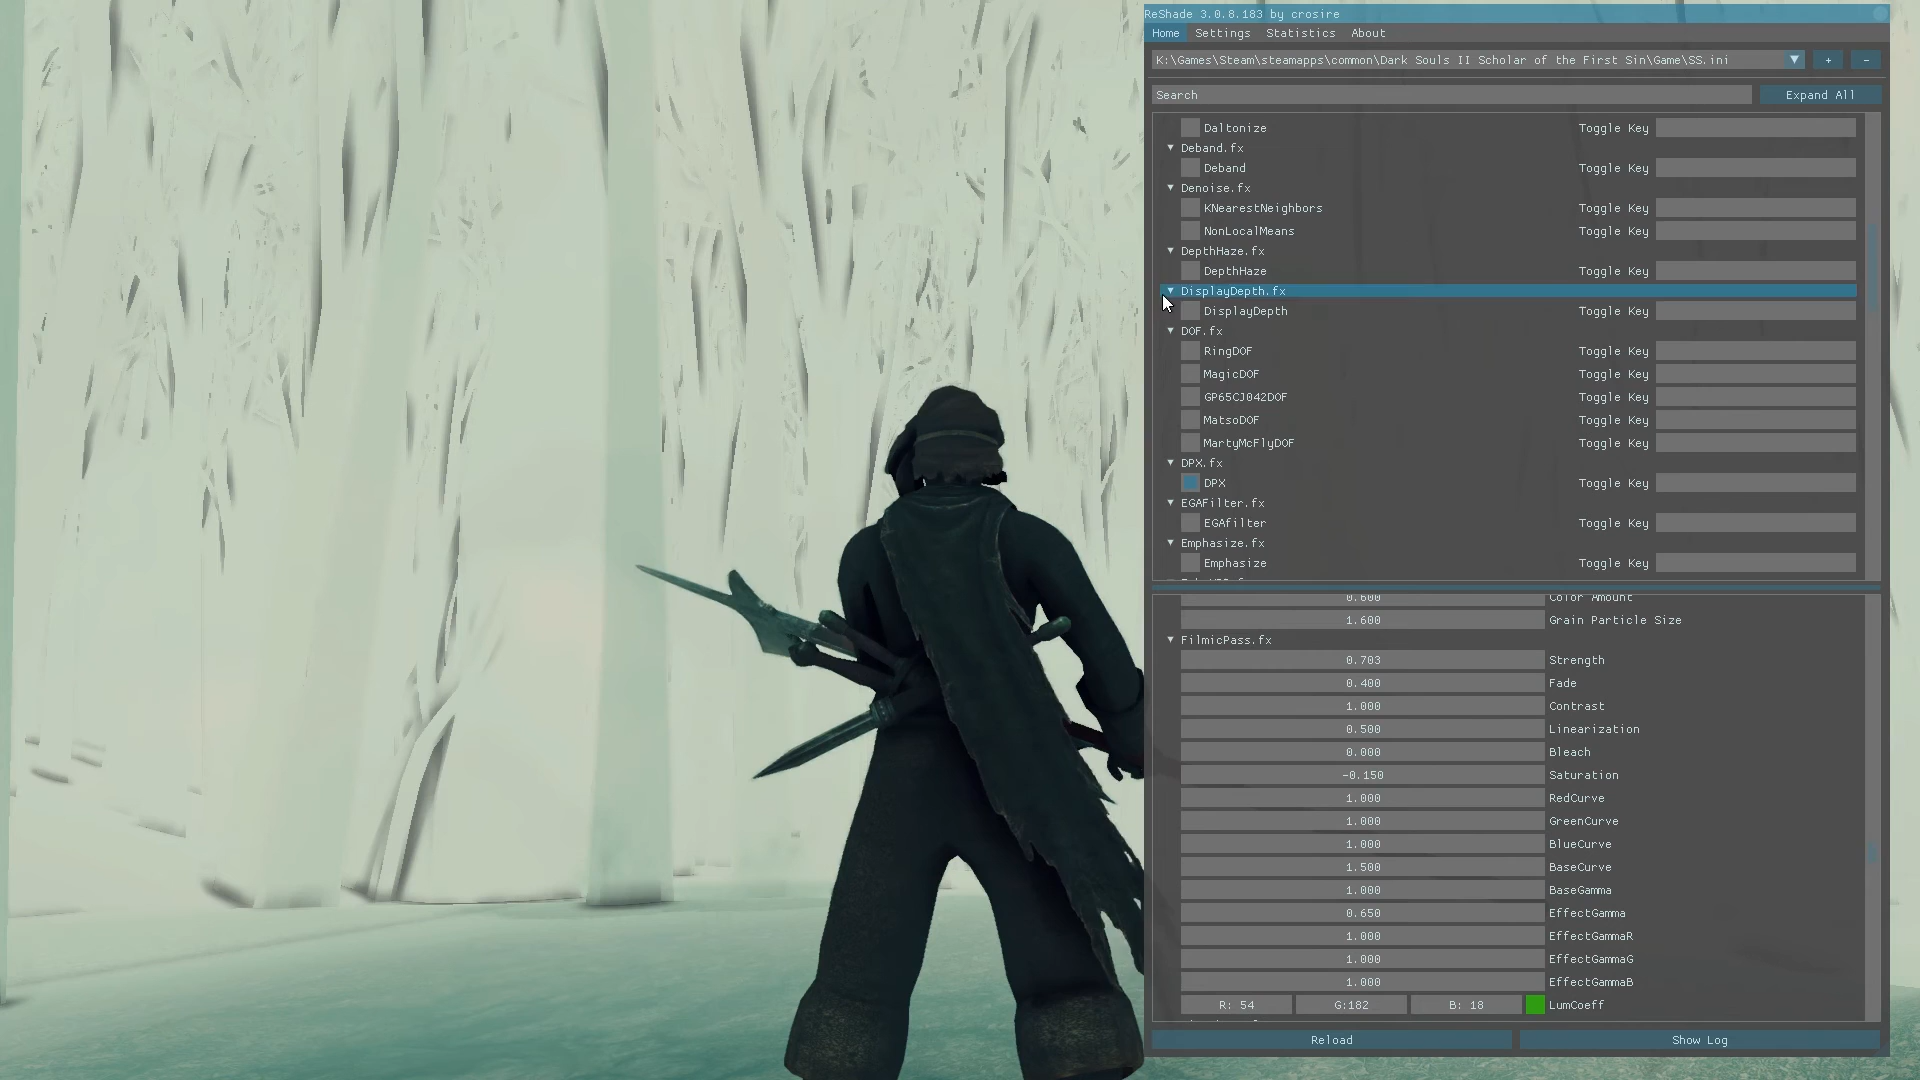 ReShade 3.0.8.183 by crosire
Home Settings Statistics About
K:\Games\Steam\steamapps\common\Dark Souls II Scholar of the First Sin\Game\SS.ini + -
Search Expand All
Daltonize Toggle Key
Deband.fx
Deband Toggle Key
Denoise.fx
KNearestNeighbors Toggle Key
NonLocalMeans Toggle Key
DepthHaze.fx
DepthHaze Toggle Key
DisplayDepth.fx
DisplayDepth Toggle Key
DOF.fx
RingDOF Toggle Key
MagicDOF Toggle Key
GP65CJ042DOF Toggle Key
MatsoDOF Toggle Key
MartyMcFlyDOF Toggle Key
DPX.fx
DPX Toggle Key
EGAFilter.fx
EGAfilter Toggle Key
Emphasize.fx
Emphasize Toggle Key
0.600 Color Amount
1.600 Grain Particle Size
FilmicPass.fx
0.703 Strength
0.400 Fade
1.000 Contrast
0.500 Linearization
0.000 Bleach
-0.150 Saturation
1.000 RedCurve
1.000 GreenCurve
1.000 BlueCurve
1.500 BaseCurve
1.000 BaseGamma
0.650 EffectGamma
1.000 EffectGammaR
1.000 EffectGammaG
1.000 EffectGammaB
R: 54 G:182 B: 18 LumCoeff
Reload Show Log